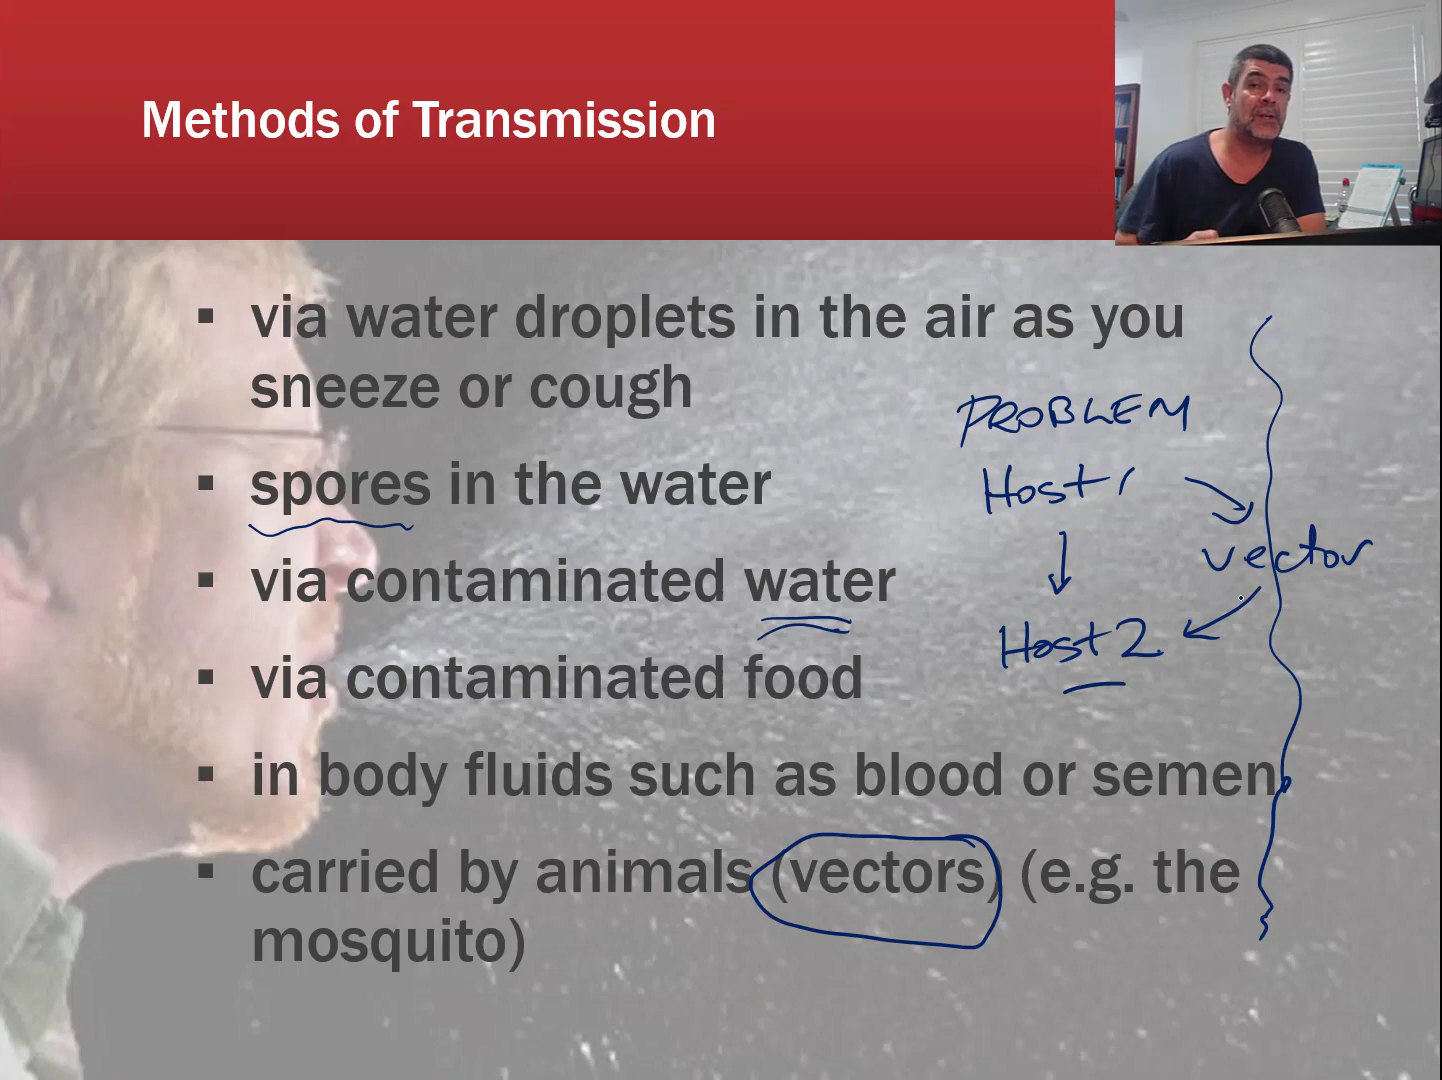 Methods of Transmission
▪ via water droplets in the air as you
sneeze or cough
▪ spores in the water
▪ via contaminated water
▪ via contaminated food
▪ in body fluids such as blood or semen
▪ carried by animals (vectors) (e.g. the
mosquito)
PROBLEM
Host 1
vector
Host 2